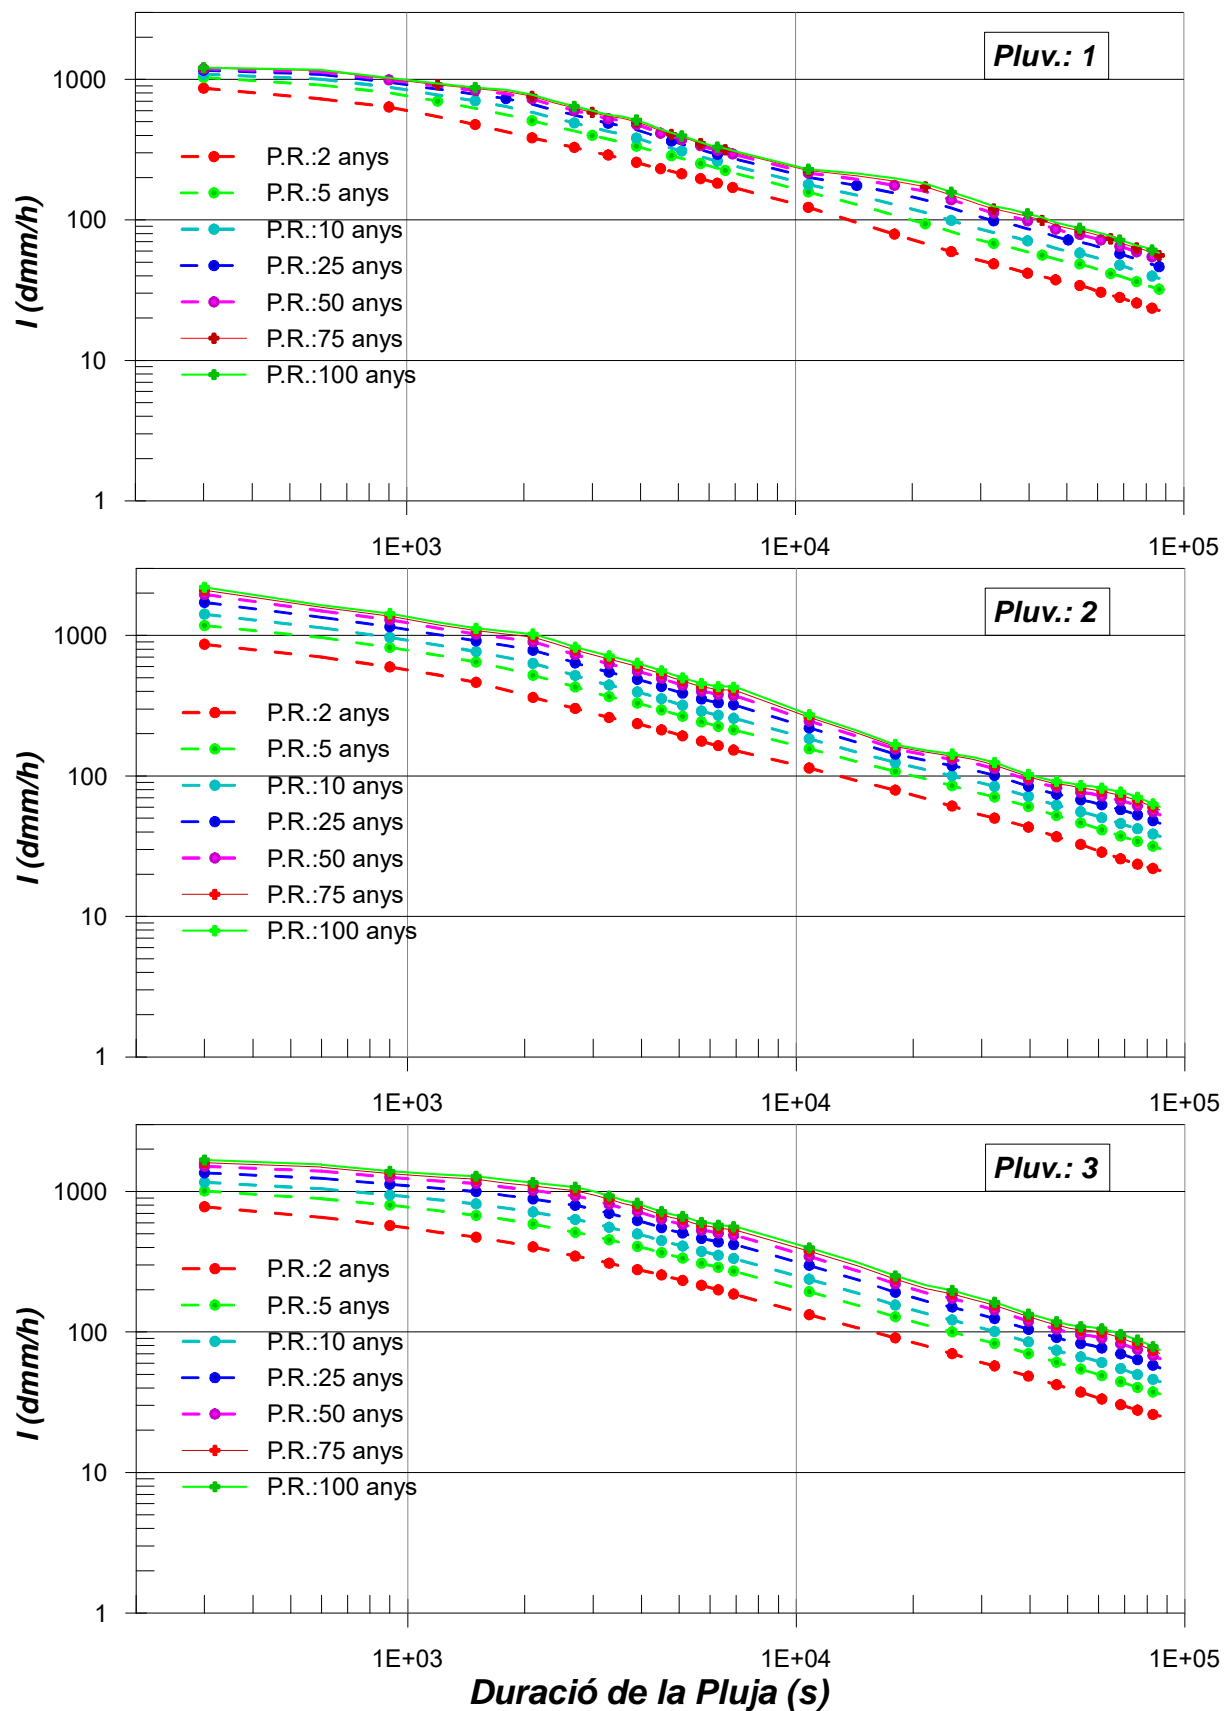 Pluv.: 1
1000
100
10
1
I (dmm/h)
P.R.:2 anys
P.R.:5 anys
P.R.:10 anys
P.R.:25 anys
P.R.:50 anys
P.R.:75 anys
P.R.:100 anys
1E+03 1E+04 1E+05
Pluv.: 2
1000
100
10
1
I (dmm/h)
P.R.:2 anys
P.R.:5 anys
P.R.:10 anys
P.R.:25 anys
P.R.:50 anys
P.R.:75 anys
P.R.:100 anys
1E+03 1E+04 1E+05
Pluv.: 3
1000
100
10
1
I (dmm/h)
P.R.:2 anys
P.R.:5 anys
P.R.:10 anys
P.R.:25 anys
P.R.:50 anys
P.R.:75 anys
P.R.:100 anys
1E+03 1E+04 1E+05
Duració de la Pluja (s)